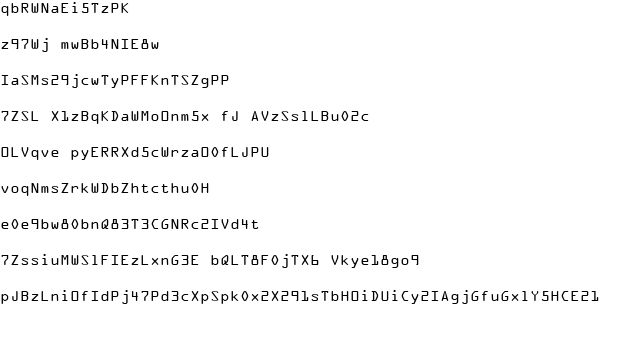 qbRWNaEi5TzPK
z97Wj mwBb4NIE8w
IaSMs29jcwTyPFFKnTSZgPP
7ZSL X1zBqKDaWMoOnm5x fJ AVzSs1LBu02c
OLVqve pyERRXd5cWrzaO0fLJPU
voqNmsZrkWDbZhtcthu0H
e0e9bw80bnQ83T3CGNRc2IVd4t
7ZssiuMWS1FIEzLxnG3E bQLT8F0jTX6 Vkye18go9
pJBzLniOfIdPj47Pd3cXpSpk0x2X291sTbHOiDUiCy2IAgjGfuGx1Y5HCE21